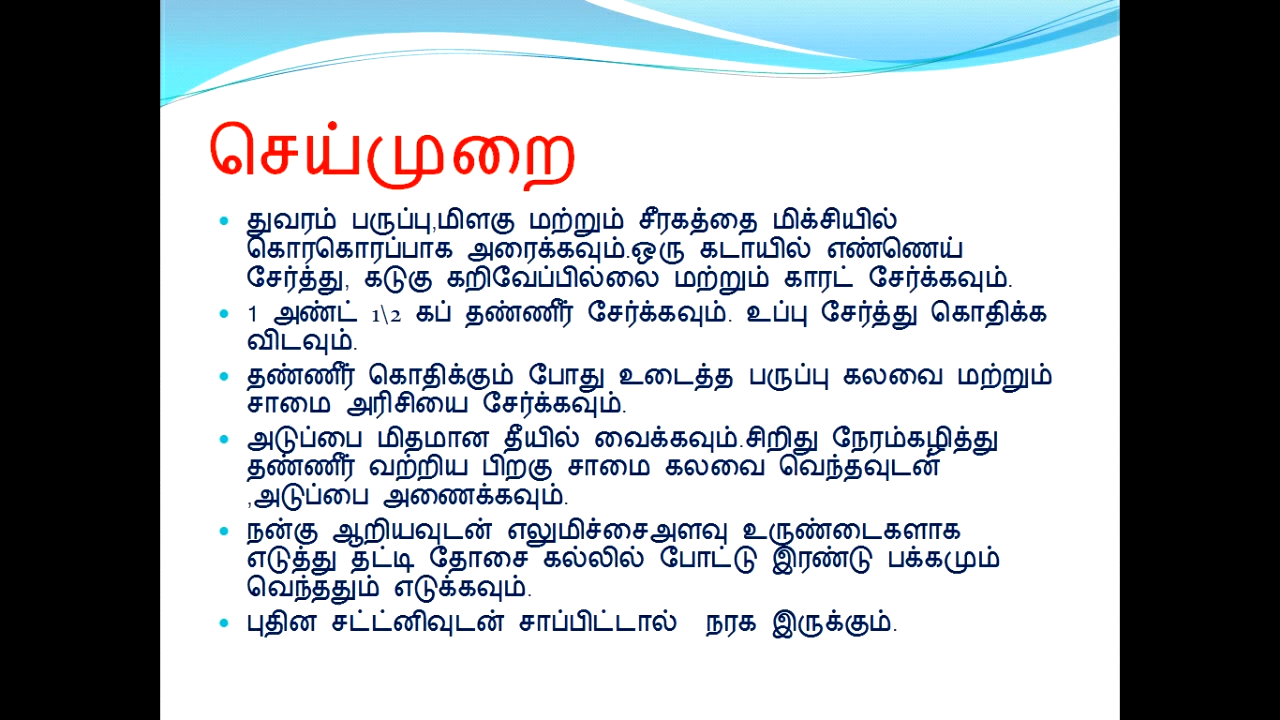 செய்முறை
• துவரம் பருப்பு,மிளகு மற்றும் சீரகத்தை மிக்சியில்
கொரகொரப்பாக அரைக்கவும்.ஒரு கடாயில் எண்ணெய்
சேர்த்து, கடுகு கறிவேப்பில்லை மற்றும் காரட் சேர்க்கவும்.
• 1 அண்ட் 1\2 கப் தண்ணீர் சேர்க்கவும். உப்பு சேர்த்து கொதிக்க
விடவும்.
• தண்ணீர் கொதிக்கும் போது உடைத்த பருப்பு கலவை மற்றும்
சாமை அரிசியை சேர்க்கவும்.
• அடுப்பை மிதமான தீயில் வைக்கவும்.சிறிது நேரம்கழித்து
தண்ணீர் வற்றிய பிறகு சாமை கலவை வெந்தவுடன்
,அடுப்பை அணைக்கவும்.
• நன்கு ஆறியவுடன் எலுமிச்சைஅளவு உருண்டைகளாக
எடுத்து தட்டி தோசை கல்லில் போட்டு இரண்டு பக்கமும்
வெந்ததும் எடுக்கவும்.
• புதின சட்ட்னிவுடன் சாப்பிட்டால் நரக இருக்கும்.